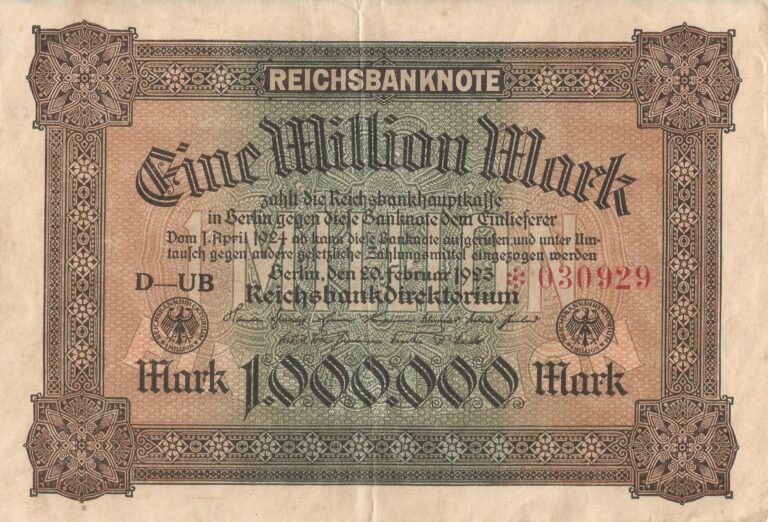 REICHSBANKNOTE
Eine Million Mark
zahlt die Reichsbankhauptkasse
in Berlin gegen diese Banknote dem Einlieferer
Vom 1. April 1924 ab kann diese Banknote aufgerufen und unter Um-
tausch gegen andere gesetzliche Zahlungsmittel eingezogen werden
Berlin, den 20. Februar 1923
D—UB * 030929
Reichsbankdirektorium
MILLION
Mark 1.000.000 Mark